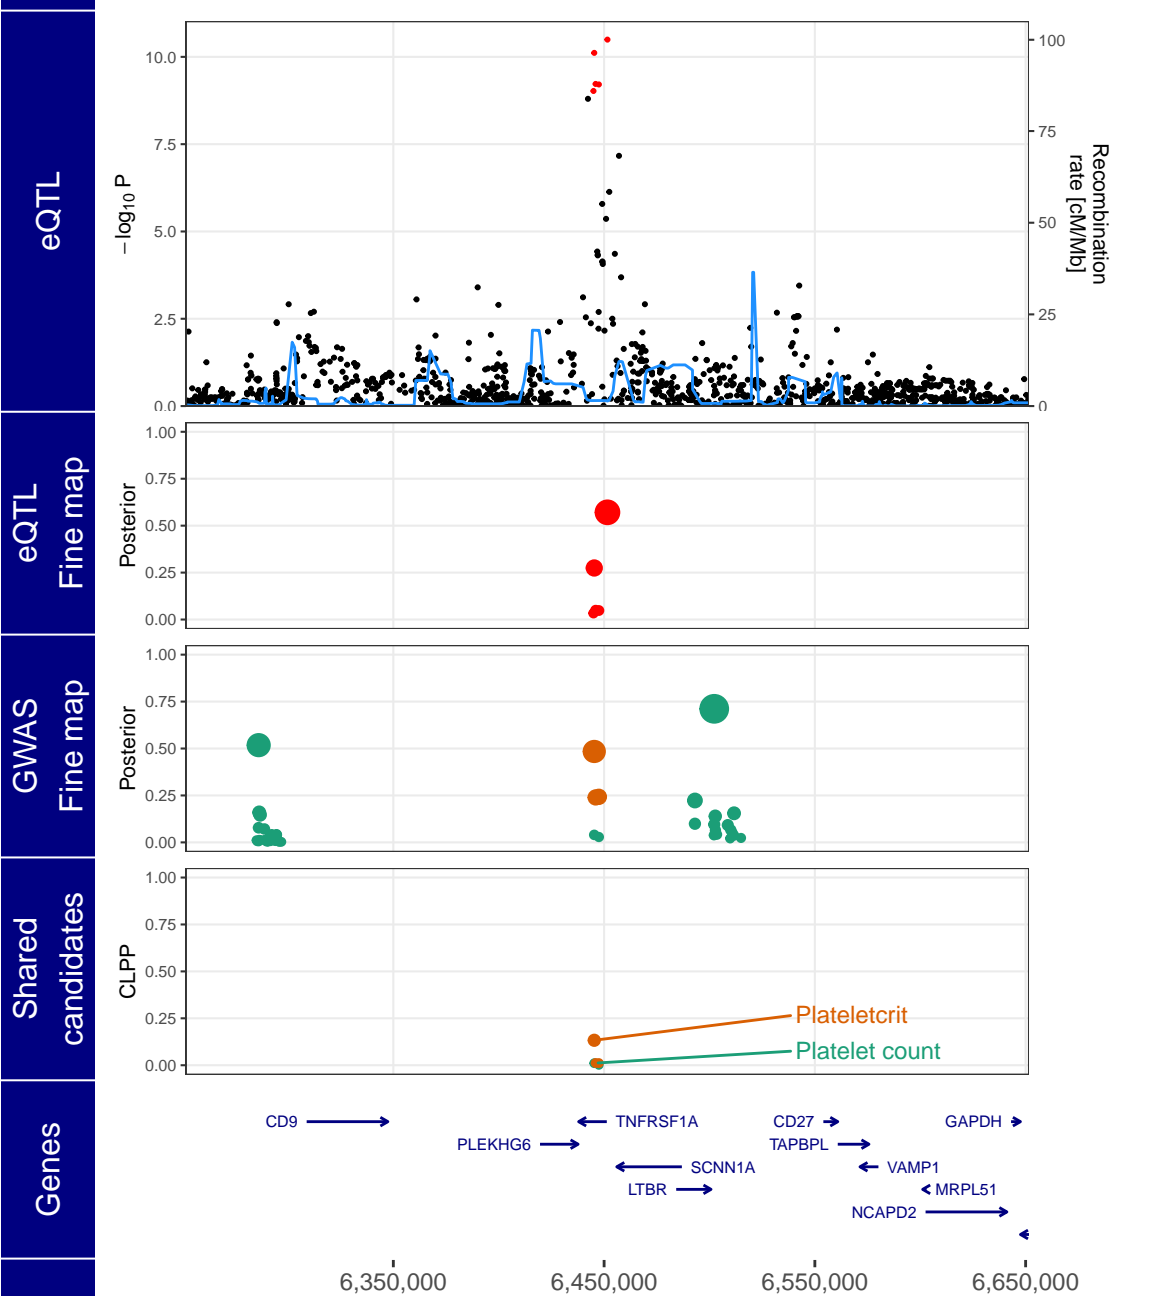 eQTL
−log10 P
10.0
7.5
5.0
2.5
0.0
100
75
50
25
0
Recombination
rate [cM/Mb]
eQTL
Fine map
Posterior
1.00
0.75
0.50
0.25
0.00
GWAS
Fine map
Posterior
1.00
0.75
0.50
0.25
0.00
Shared
candidates
CLPP
1.00
0.75
0.50
0.25
0.00
Plateletcrit
Platelet count
Genes
CD9
TNFRSF1A
CD27
GAPDH
PLEKHG6
TAPBPL
SCNN1A
VAMP1
LTBR
MRPL51
NCAPD2
6,350,000
6,450,000
6,550,000
6,650,000